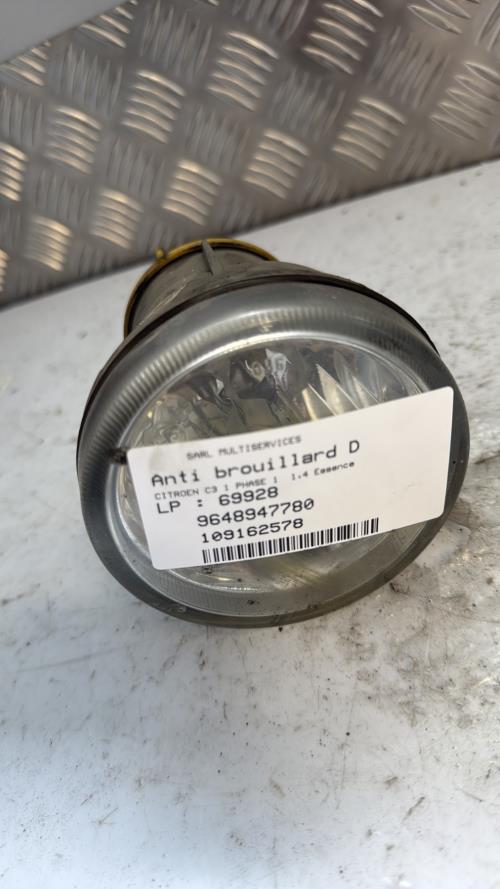 SARL MULTISERVICES
Anti brouillard D
CITROEN C3 1 PHASE 1 1.4 Essence
LP : 69928
9648947780
109162578